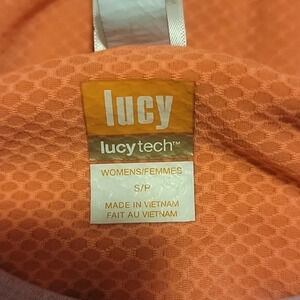 lucy
lucytech™
WOMENS/FEMMES
S/P
MADE IN VIETNAM
FAIT AU VIETNAM